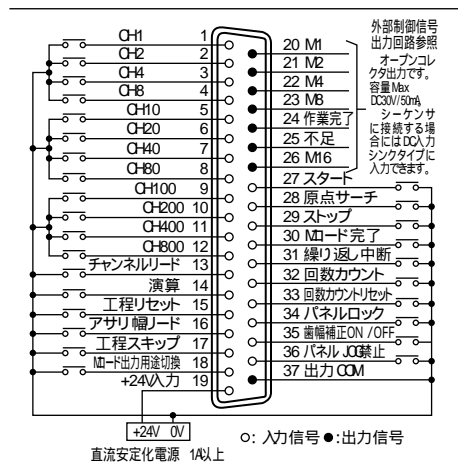 CH1 1
CH2 2
CH4 3
CH8 4
CH10 5
CH20 6
CH40 7
CH80 8
CH100 9
CH200 10
CH400 11
CH800 12
チャンネルリード 13
演算 14
工程リセット 15
アサリ幅リード 16
工程スキップ 17
Mコード出力用途切換 18
+24V入力 19
20 M1
21 M2
22 M4
23 M8
24 作業完了
25 不足
26 M16
27 スタート
28 原点サーチ
29 ストップ
30 Mコード完了
31 繰り返し中断
32 回数カウント
33 回数カウントリセット
34 パネルロック
35 歯幅補正ON /OFF
36 パネル JOG禁止
37 出力 COM
外部制御信号
出力回路参照
オープンコレ
クタ出力です。
容量Max
DC30V/50mA
シーケンサ
に接続する場
合にはDC入力
シンクタイプに
入力できます。
+24V 0V
直流安定化電源 1A以上
○: 入力信号 ●:出力信号